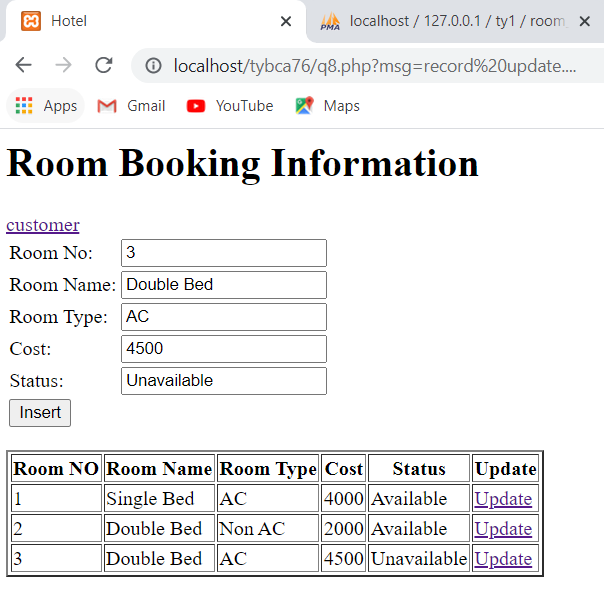 Hotel
localhost / 127.0.0.1 / ty1 / room
localhost/tybca76/q8.php?msg=record%20update....
Apps Gmail YouTube Maps
Room Booking Information
customer
Room No: 3
Room Name: Double Bed
Room Type: AC
Cost: 4500
Status: Unavailable
Insert
Room NO Room Name Room Type Cost Status Update
1 Single Bed AC 4000 Available Update
2 Double Bed Non AC 2000 Available Update
3 Double Bed AC 4500 Unavailable Update